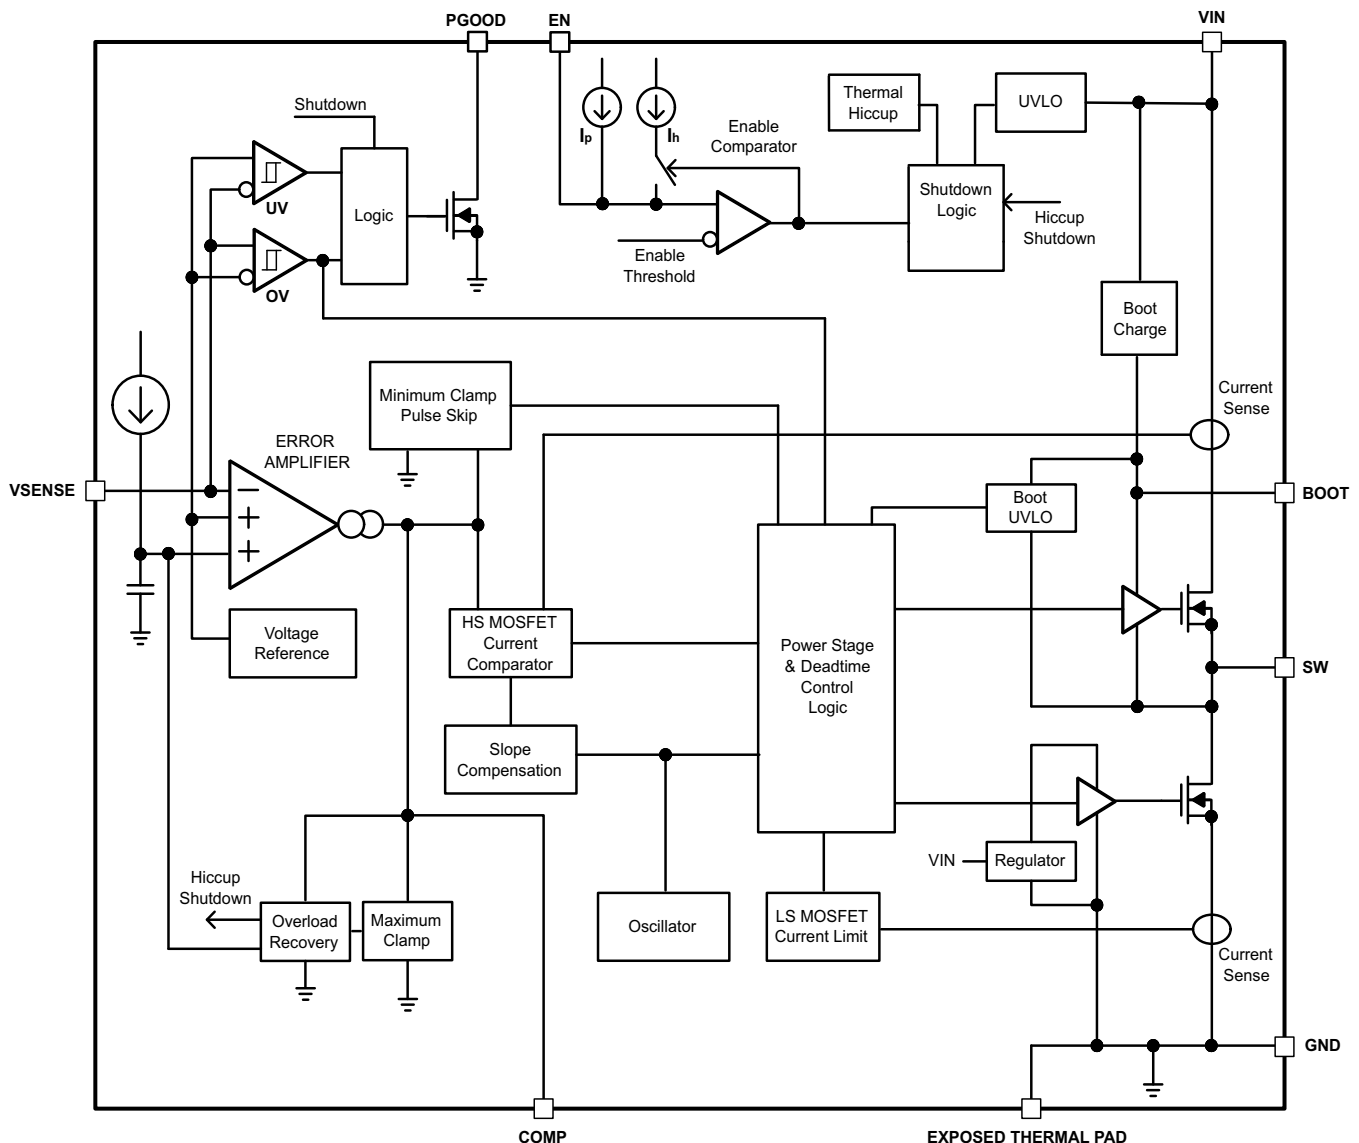 PGOOD
EN
VIN
Shutdown
Ip
Ih
Enable
Comparator
Thermal
Hiccup
UVLO
UV
Logic
Shutdown
Logic
Hiccup
Shutdown
Enable
Threshold
OV
Boot
Charge
Minimum Clamp
Pulse Skip
Current
Sense
ERROR
AMPLIFIER
VSENSE
−
+
+
Boot
UVLO
BOOT
Voltage
Reference
HS MOSFET
Current
Comparator
Power Stage
& Deadtime
Control
Logic
SW
Slope
Compensation
VIN
Regulator
Hiccup
Shutdown
Overload
Recovery
Maximum
Clamp
Oscillator
LS MOSFET
Current Limit
Current
Sense
GND
COMP
EXPOSED THERMAL PAD